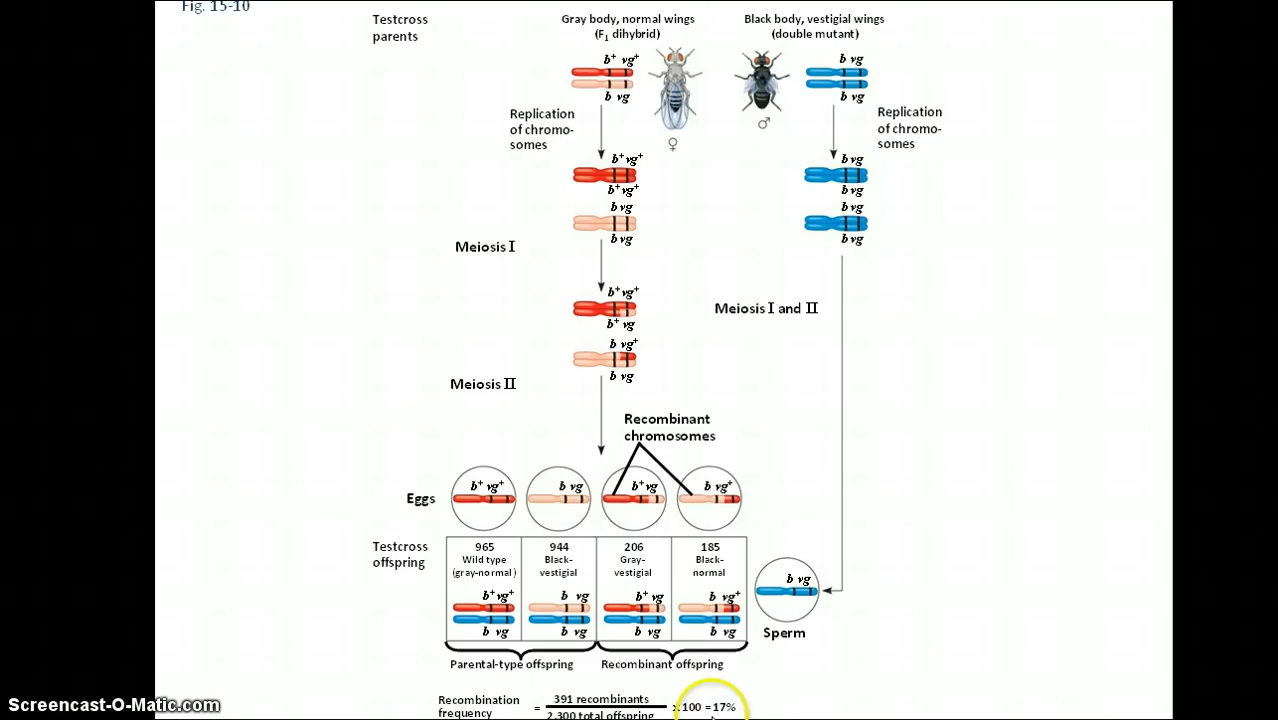 Fig. 15-10
Testcross
parents
Gray body, normal wings
(F1 dihybrid)
Black body, vestigial wings
(double mutant)
b+ vg+
b vg
b vg
b vg
♀
♂
Replication
of chromo-
somes
Replication
of chromo-
somes
b+ vg+
b+ vg+
b vg
b vg
b vg
b vg
b vg
b vg
Meiosis I
b+ vg+
b+ vg
b vg+
b vg
Meiosis I and II
Meiosis II
Recombinant
chromosomes
Eggs
b+ vg+
b vg
b+ vg
b vg+
Testcross
offspring
965
Wild type
(gray-normal)
944
Black-
vestigial
206
Gray-
vestigial
185
Black-
normal
b+ vg+
b vg
b vg
b vg
b+ vg
b vg
b vg+
b vg
b vg
Sperm
Parental-type offspring
Recombinant offspring
Recombination
frequency
=
391 recombinants
2,300 total offspring
× 100 = 17%
Screencast-O-Matic.com